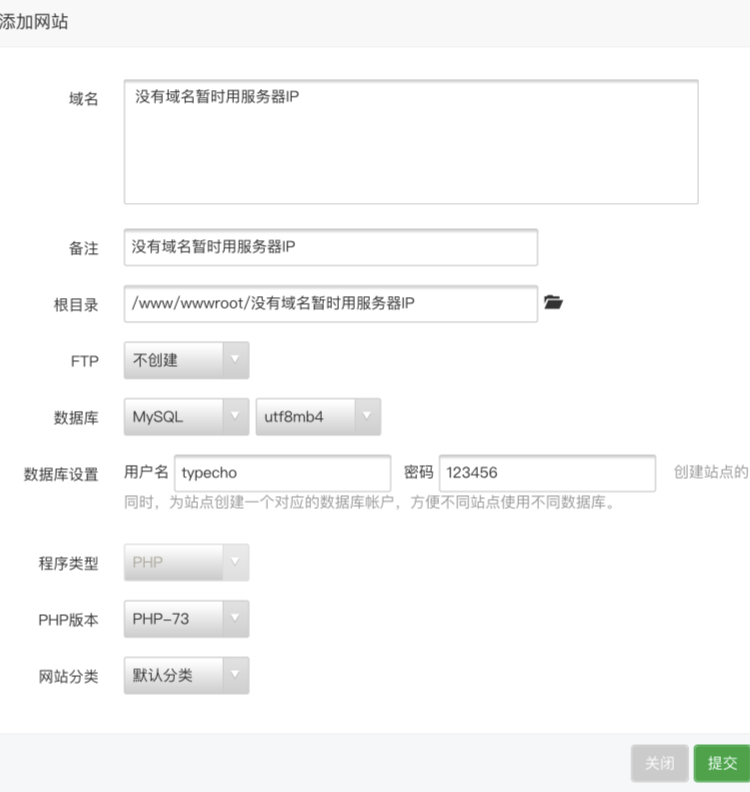 添加网站
域名 没有域名暂时用服务器IP
备注 没有域名暂时用服务器IP
根目录 /www/wwwroot/没有域名暂时用服务器IP
FTP 不创建
数据库 MySQL utf8mb4
数据库设置 用户名 typecho 密码 123456 创建站点的
同时，为站点创建一个对应的数据库帐户，方便不同站点使用不同数据库。
程序类型 PHP
PHP版本 PHP-73
网站分类 默认分类
关闭 提交